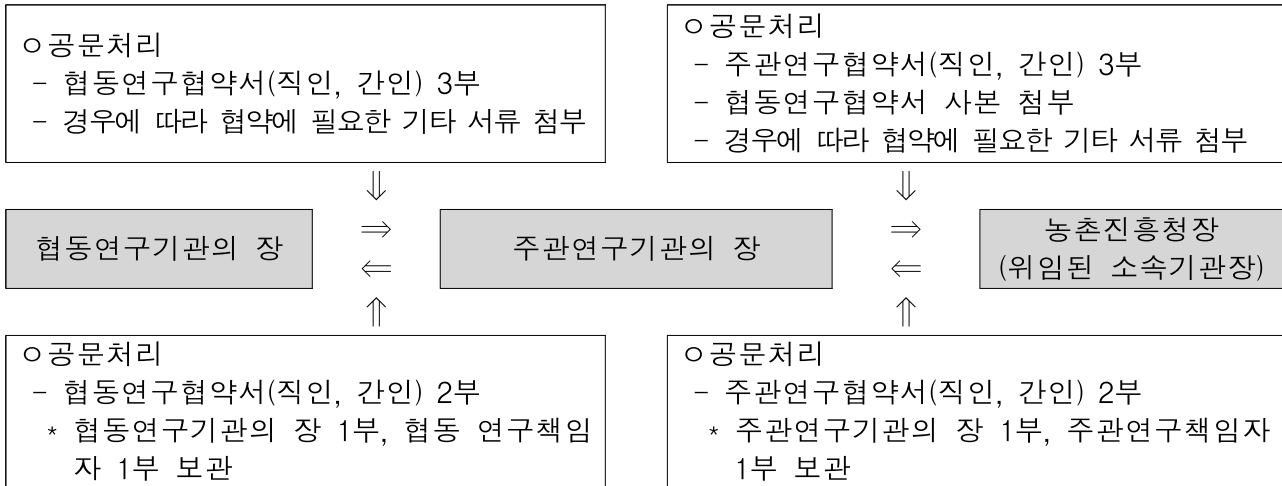 ㅇ공문처리
- 협동연구협약서(직인, 간인) 3부
- 경우에 따라 협약에 필요한 기타 서류 첨부
ㅇ공문처리
- 주관연구협약서(직인, 간인) 3부
- 협동연구협약서 사본 첨부
- 경우에 따라 협약에 필요한 기타 서류 첨부
⇓ ⇓
협동연구기관의 장
⇒
⇐
주관연구기관의 장
⇒
⇐
농촌진흥청장
(위임된 소속기관장)
⇑ ⇑
ㅇ공문처리
- 협동연구협약서(직인, 간인) 2부
* 협동연구기관의 장 1부, 협동 연구책임
자 1부 보관
ㅇ공문처리
- 주관연구협약서(직인, 간인) 2부
* 주관연구기관의 장 1부, 주관연구책임자
1부 보관